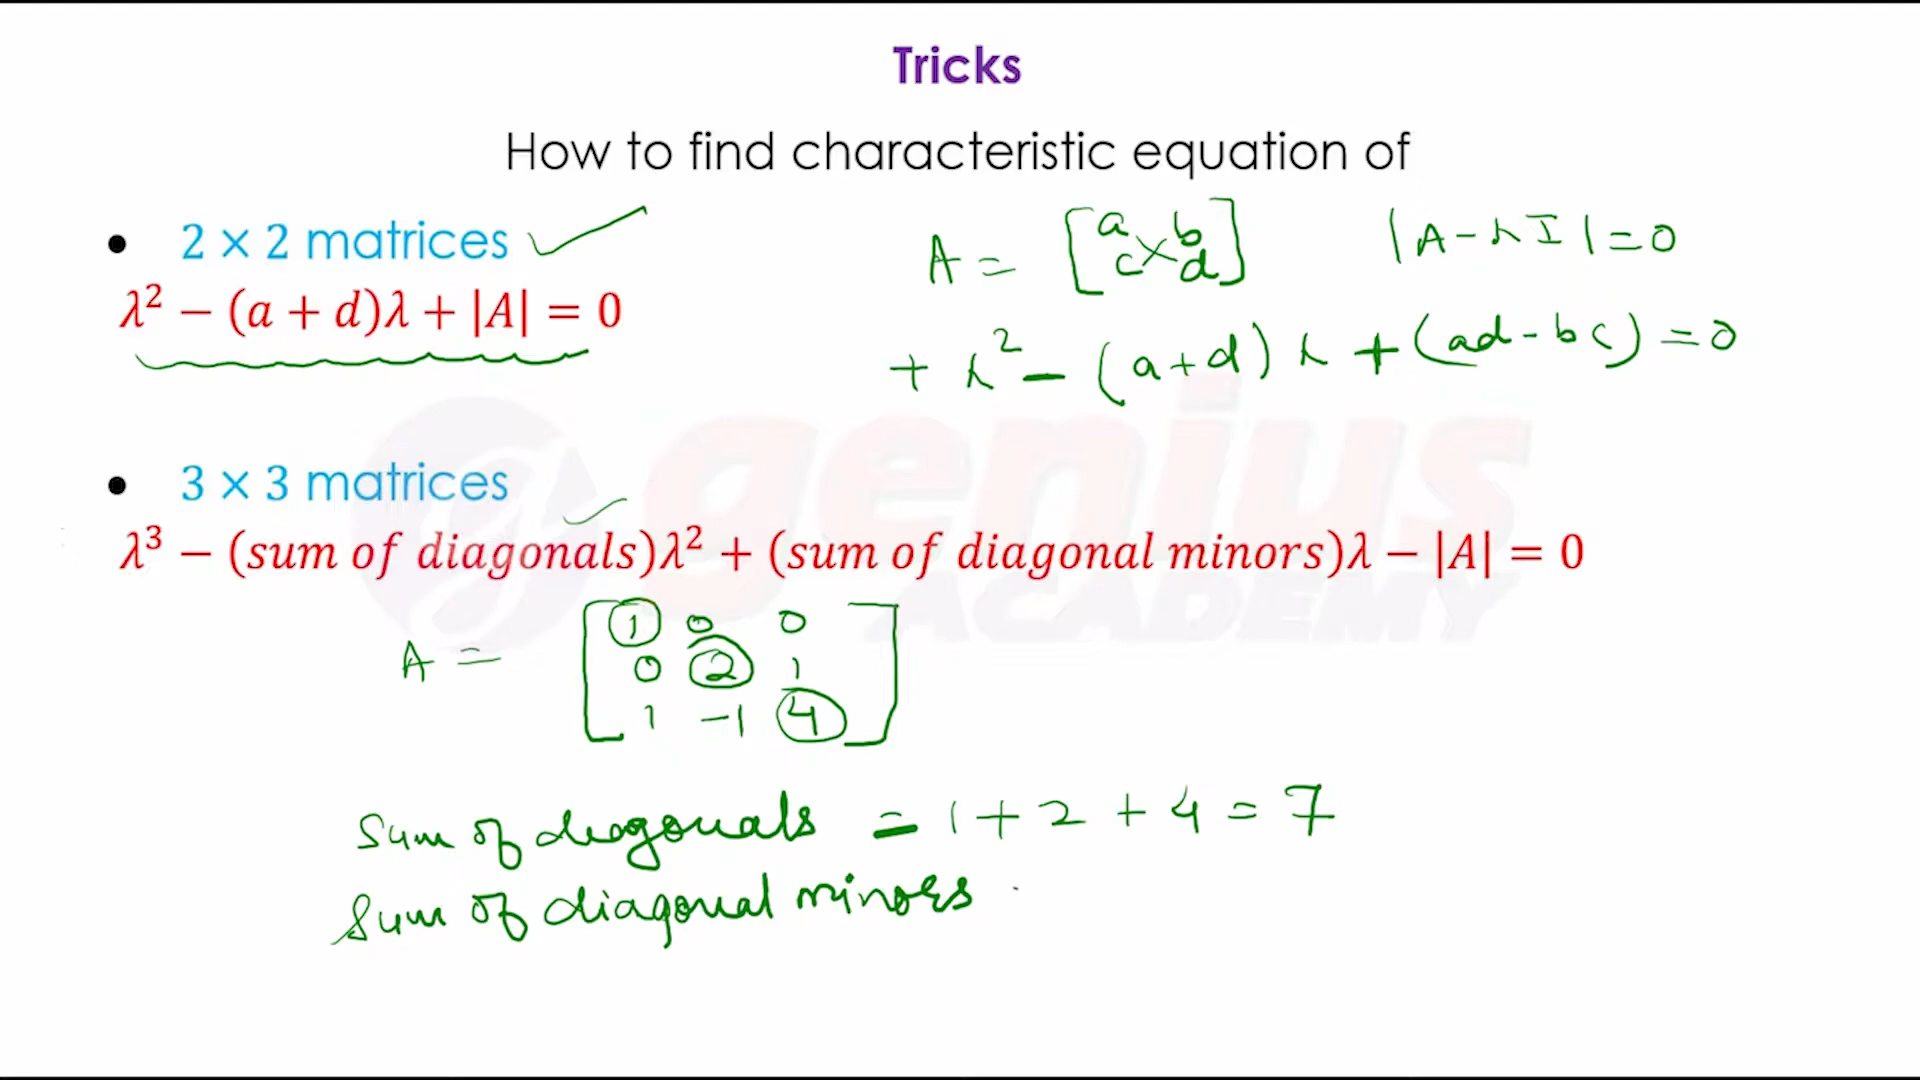 Tricks
How to find characteristic equation of
• 2 × 2 matrices ✓
λ² − (a + d)λ + |A| = 0
A = [a b
c d]
|A − λI| = 0
+ λ² − (a+d) λ + (ad − bc) = 0
genius
ACADEMY
• 3 × 3 matrices
λ³ − (sum of diagonals)λ² + (sum of diagonal minors)λ − |A| = 0
A = [1 0 0
0 2 1
1 −1 4]
Sum of diagonals = 1 + 2 + 4 = 7
Sum of diagonal minors